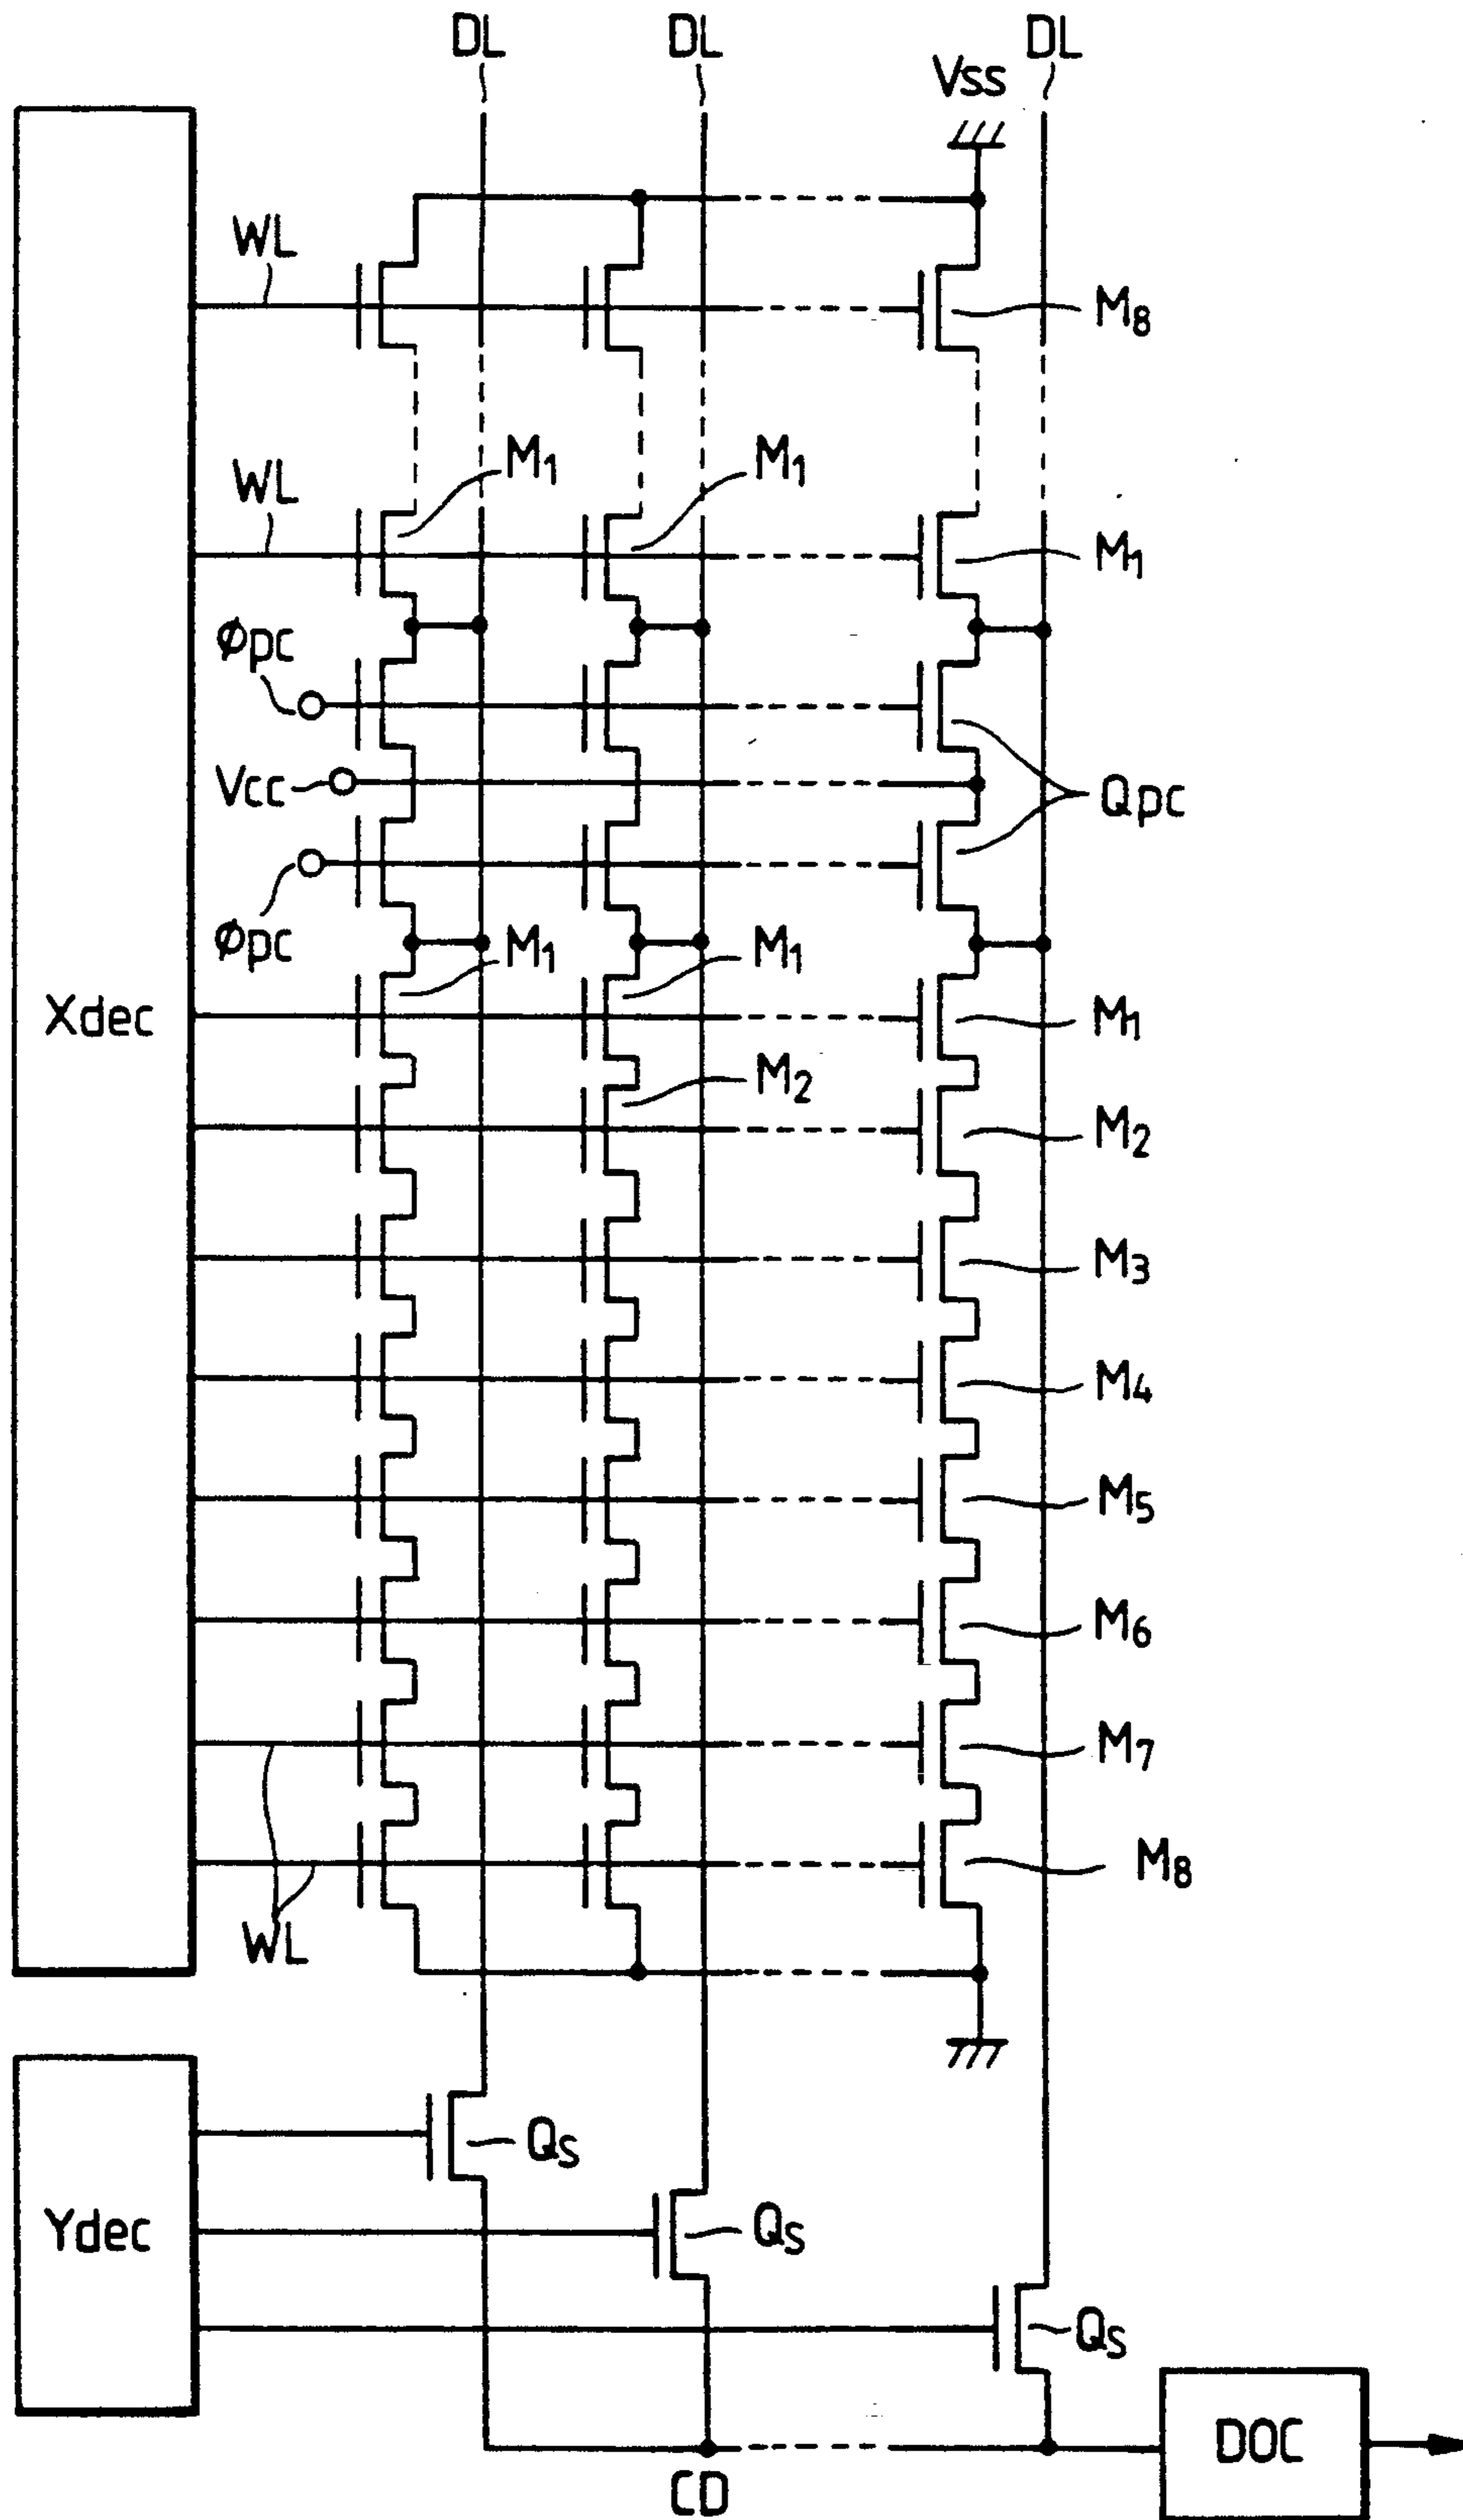 DL DL DL
Vss
WL
M8
WL M1 M1
M1
φpc
Vcc
Qpc
φpc M1 M1
Xdec
M1
M2
M2
M3
M4
M5
M6
M7
M8
WL
Qs
Ydec
Qs
Qs
DOC
CD